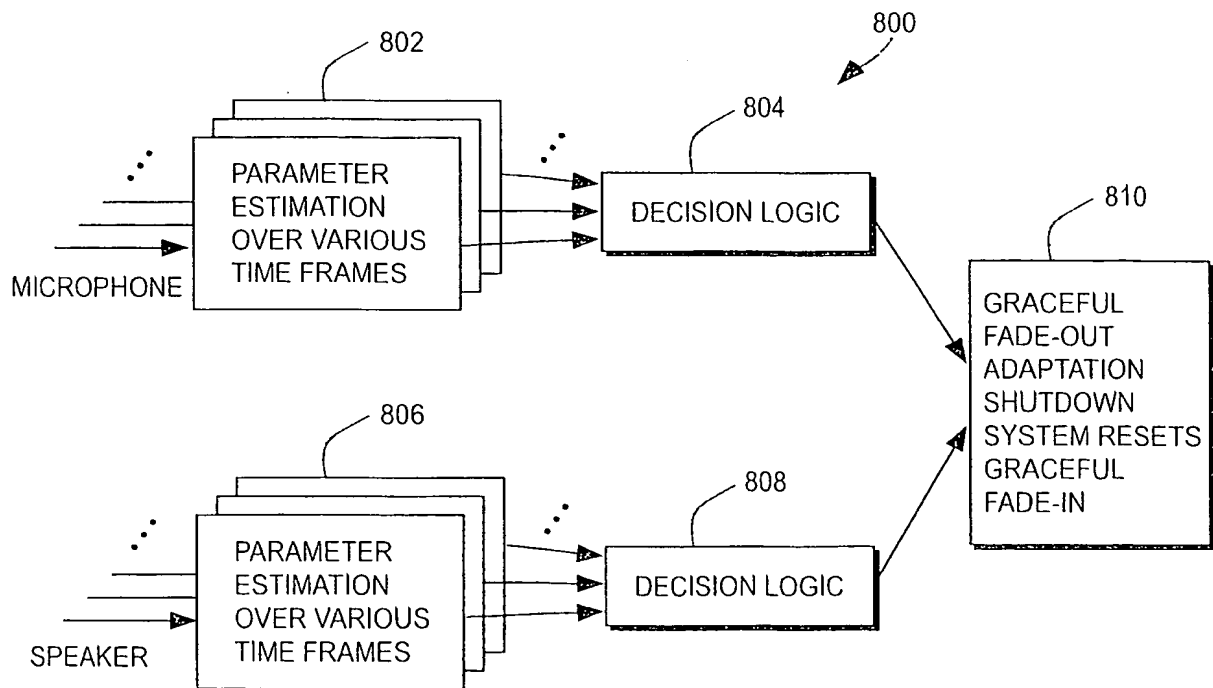 802
800
804
PARAMETER
ESTIMATION
OVER VARIOUS
TIME FRAMES
MICROPHONE
DECISION LOGIC
810
GRACEFUL
FADE-OUT
ADAPTATION
SHUTDOWN
SYSTEM RESETS
GRACEFUL
FADE-IN
806
808
PARAMETER
ESTIMATION
OVER VARIOUS
TIME FRAMES
SPEAKER
DECISION LOGIC